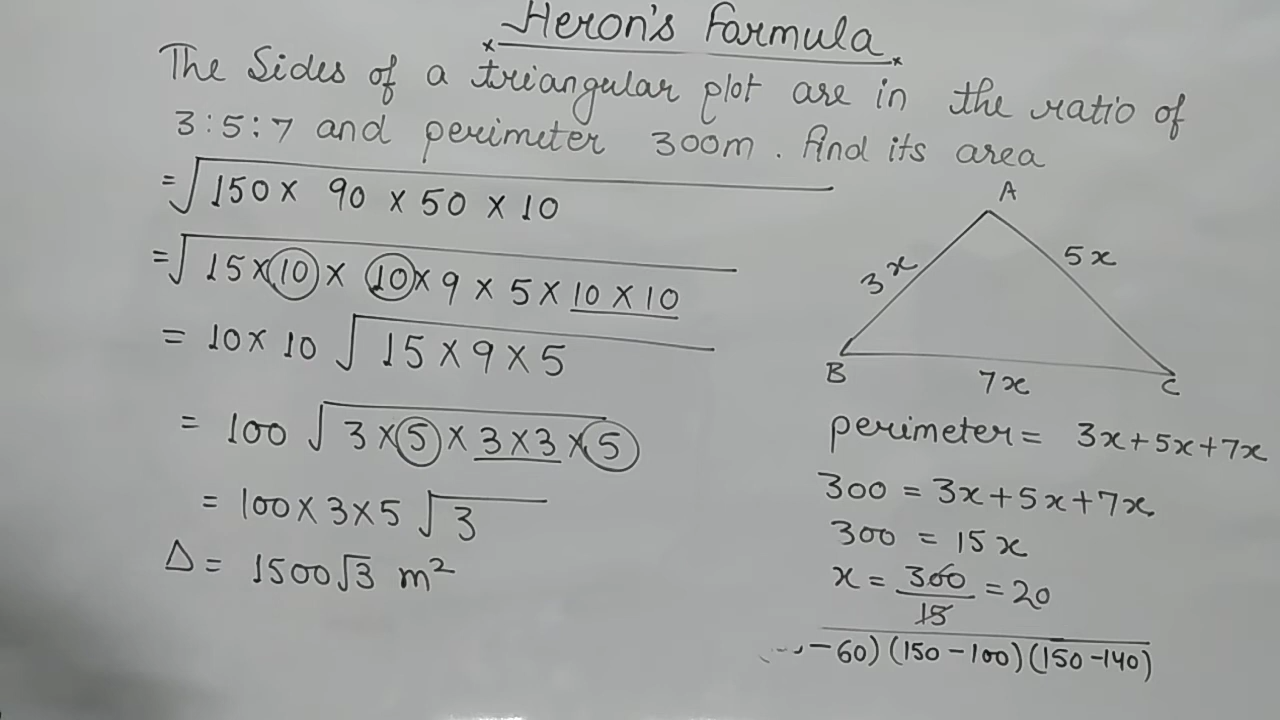 Heron's Formula
The Sides of a triangular plot are in the ratio of
3:5:7 and perimeter 300m. find its area
=√150 × 90 × 50 × 10
=√15×10 × 10×9 × 5×10 × 10
= 10× 10 √15 ×9 ×5
= 100 √3 ×5× 3×3 ×5
= 100 × 3×5 √3
Δ= 1500√3 m²
A
3x
5x
B
7x
C
perimeter= 3x+5x+7x
300 = 3x+5x+7x
300 = 15x
x = 300/15 = 20
-60) (150-100)(150-140)